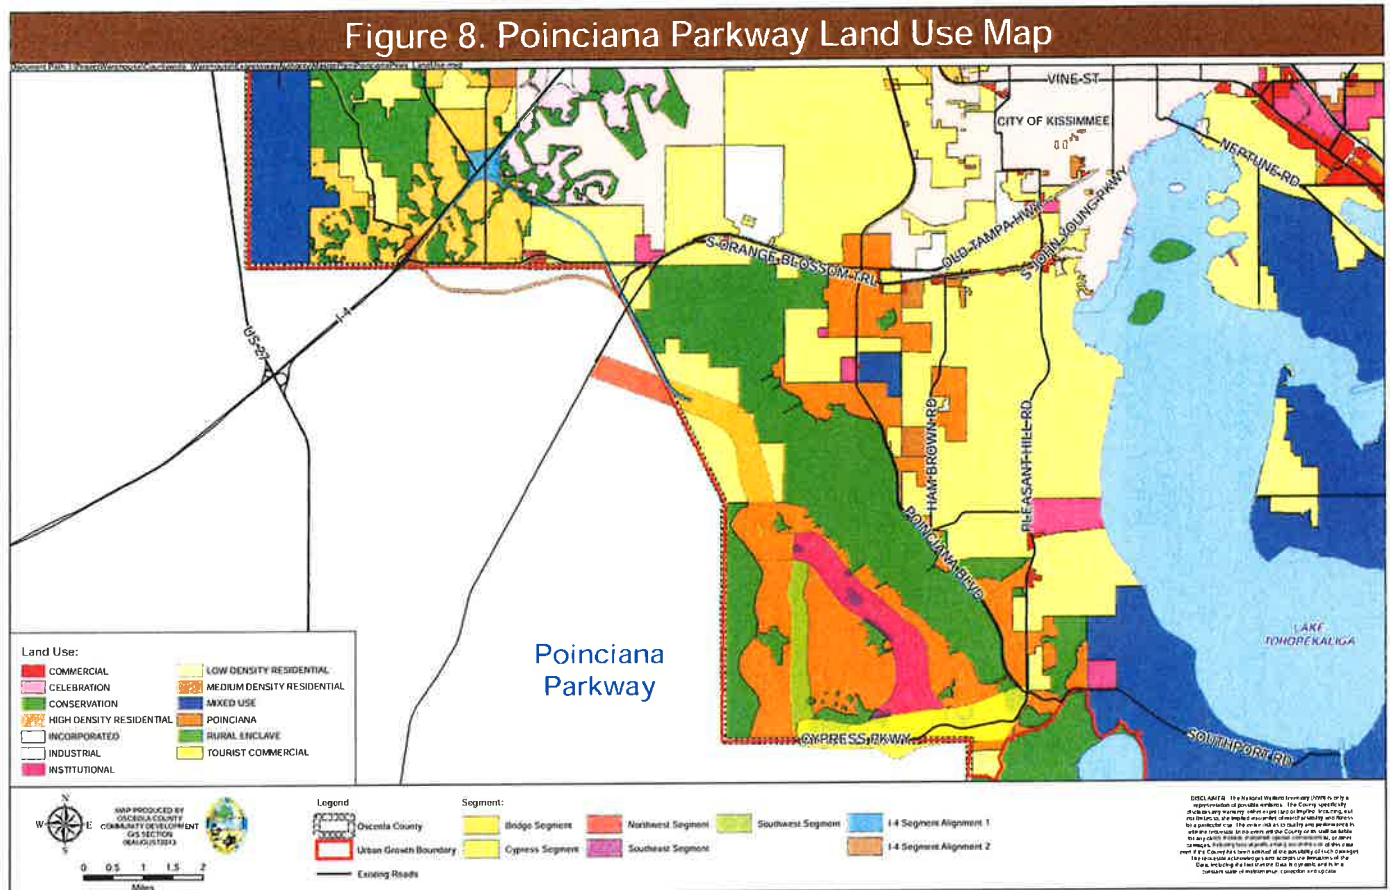 Figure 8. Poinciana Parkway Land Use Map
VINE ST
CITY OF KISSIMMEE
NEPTUNE RD
OLD TAMPA HWY
S JOHN YOUNG PKWY
S ORANGE BLOSSOM TRL
I-4
US-27
HAM BROWN RD
PLEASANT HILL RD
POINCIANA BLVD
LAKE
TOHOPEKALIGA
Poinciana
Parkway
CYPRESS PKWY
SOUTHPORT RD
Land Use:
COMMERCIAL
CELEBRATION
CONSERVATION
HIGH DENSITY RESIDENTIAL
INCORPORATED
INDUSTRIAL
INSTITUTIONAL
LOW DENSITY RESIDENTIAL
MEDIUM DENSITY RESIDENTIAL
MIXED USE
POINCIANA
RURAL ENCLAVE
TOURIST COMMERCIAL
N
W E
S
MAP PRODUCED BY
OSCEOLA COUNTY
COMMUNITY DEVELOPMENT
GIS SECTION
06AUGUST2013
0 0.5 1 1.5 2
Miles
Legend
Osceola County
Urban Growth Boundary
Existing Roads
Segment:
Bridge Segment
Cypress Segment
Northwest Segment
Southeast Segment
Southwest Segment
I-4 Segment Alignment 1
I-4 Segment Alignment 2